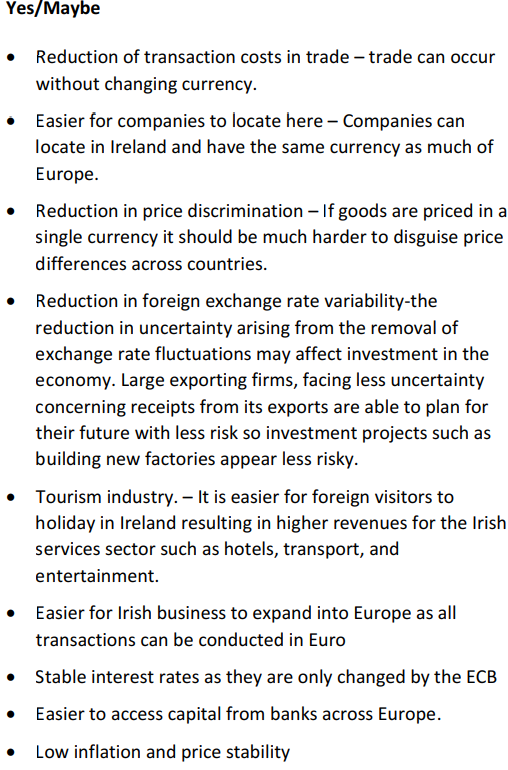 Yes/Maybe
• Reduction of transaction costs in trade – trade can occur
without changing currency.
• Easier for companies to locate here – Companies can
locate in Ireland and have the same currency as much of
Europe.
• Reduction in price discrimination – If goods are priced in a
single currency it should be much harder to disguise price
differences across countries.
• Reduction in foreign exchange rate variability-the
reduction in uncertainty arising from the removal of
exchange rate fluctuations may affect investment in the
economy. Large exporting firms, facing less uncertainty
concerning receipts from its exports are able to plan for
their future with less risk so investment projects such as
building new factories appear less risky.
• Tourism industry. – It is easier for foreign visitors to
holiday in Ireland resulting in higher revenues for the Irish
services sector such as hotels, transport, and
entertainment.
• Easier for Irish business to expand into Europe as all
transactions can be conducted in Euro
• Stable interest rates as they are only changed by the ECB
• Easier to access capital from banks across Europe.
• Low inflation and price stability